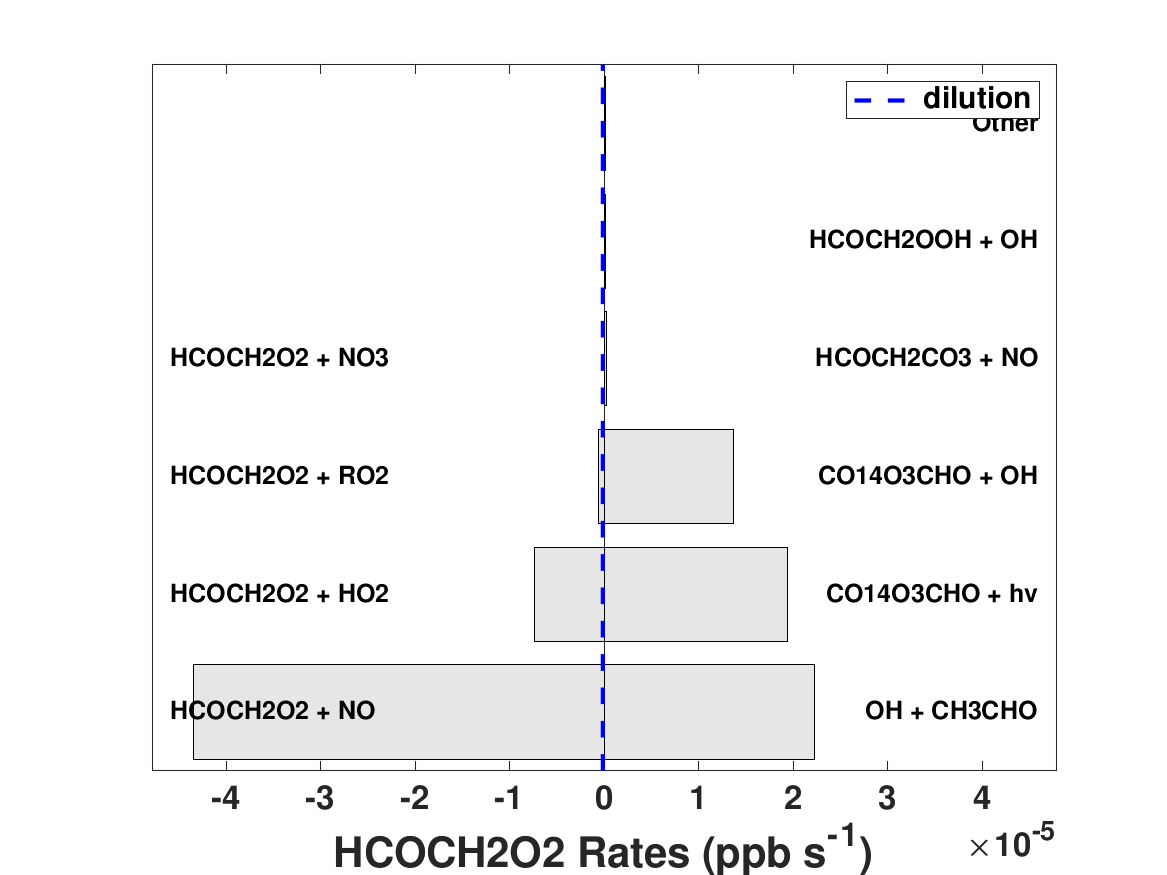 dilution
Other
HCOCH2OOH + OH
HCOCH2O2 + NO3
HCOCH2CO3 + NO
HCOCH2O2 + RO2
CO14O3CHO + OH
HCOCH2O2 + HO2
CO14O3CHO + hv
HCOCH2O2 + NO
OH + CH3CHO
-4 -3 -2 -1 0 1 2 3 4
×10^-5
HCOCH2O2 Rates (ppb s^-1)